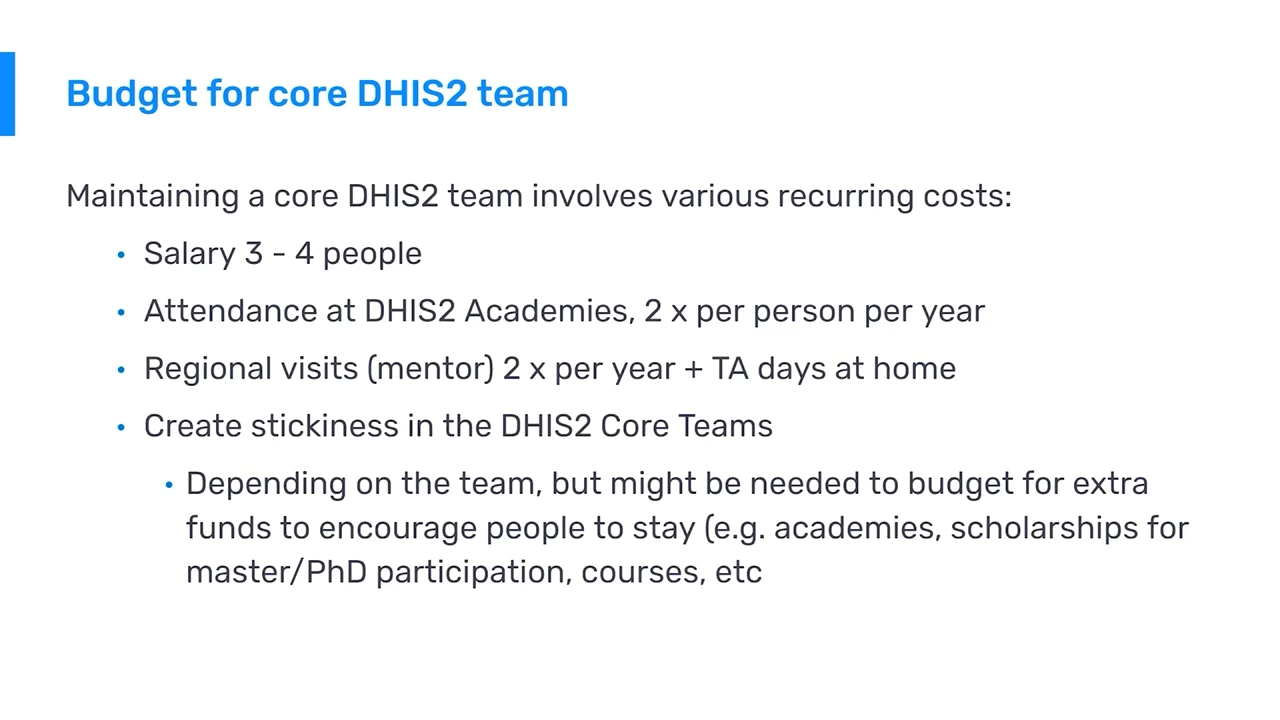 Budget for core DHIS2 team
Maintaining a core DHIS2 team involves various recurring costs:
• Salary 3 - 4 people
• Attendance at DHIS2 Academies, 2 x per person per year
• Regional visits (mentor) 2 x per year + TA days at home
• Create stickiness in the DHIS2 Core Teams
• Depending on the team, but might be needed to budget for extra
funds to encourage people to stay (e.g. academies, scholarships for
master/PhD participation, courses, etc